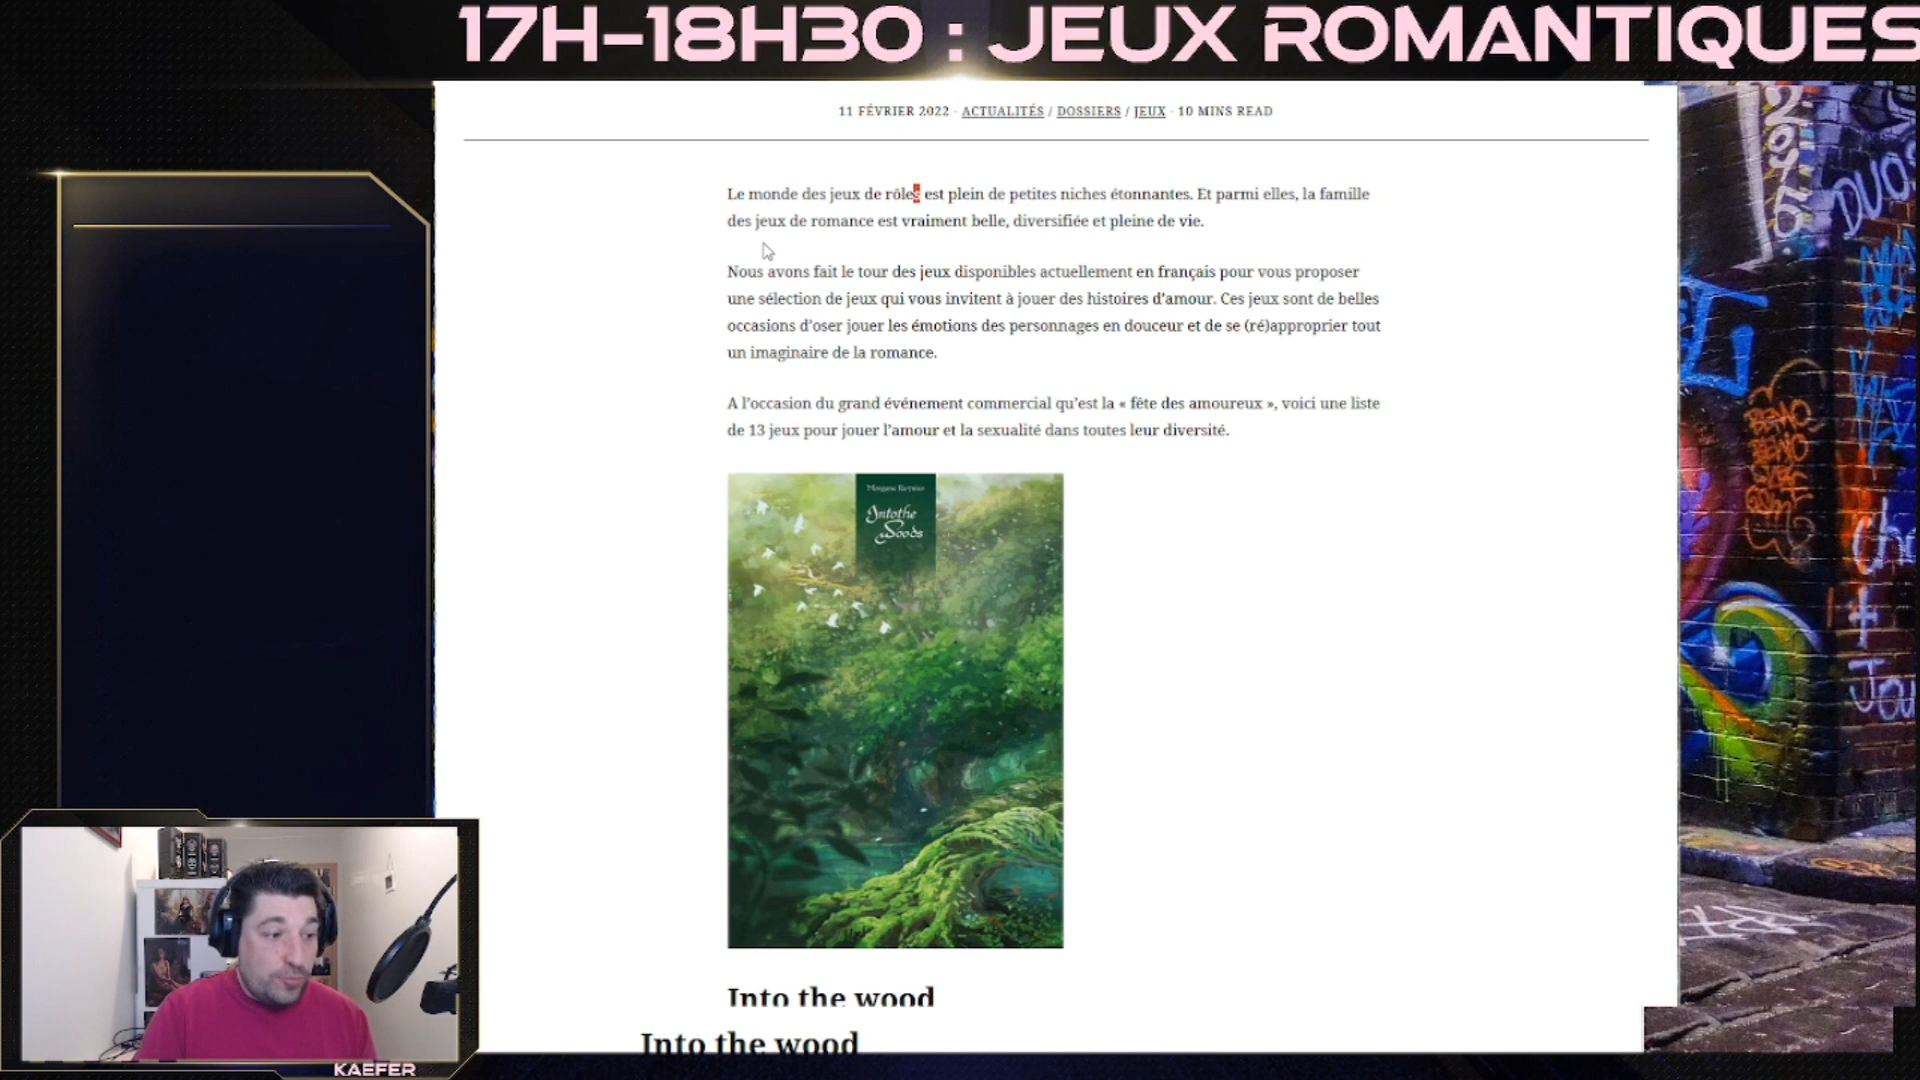 17H-18H30 : JEUX ROMANTIQUES
11 FÉVRIER 2022 · ACTUALITÉS / DOSSIERS / JEUX · 10 MINS READ
Le monde des jeux de rôles est plein de petites niches étonnantes. Et parmi elles, la famille
des jeux de romance est vraiment belle, diversifiée et pleine de vie.
Nous avons fait le tour des jeux disponibles actuellement en français pour vous proposer
une sélection de jeux qui vous invitent à jouer des histoires d'amour. Ces jeux sont de belles
occasions d'oser jouer les émotions des personnages en douceur et de se (ré)approprier tout
un imaginaire de la romance.
A l'occasion du grand événement commercial qu'est la « fête des amoureux », voici une liste
de 13 jeux pour jouer l'amour et la sexualité dans toutes leur diversité.
Morgane Reynier
Into the
Woods
Into the wood
Into the wood
KAEFER